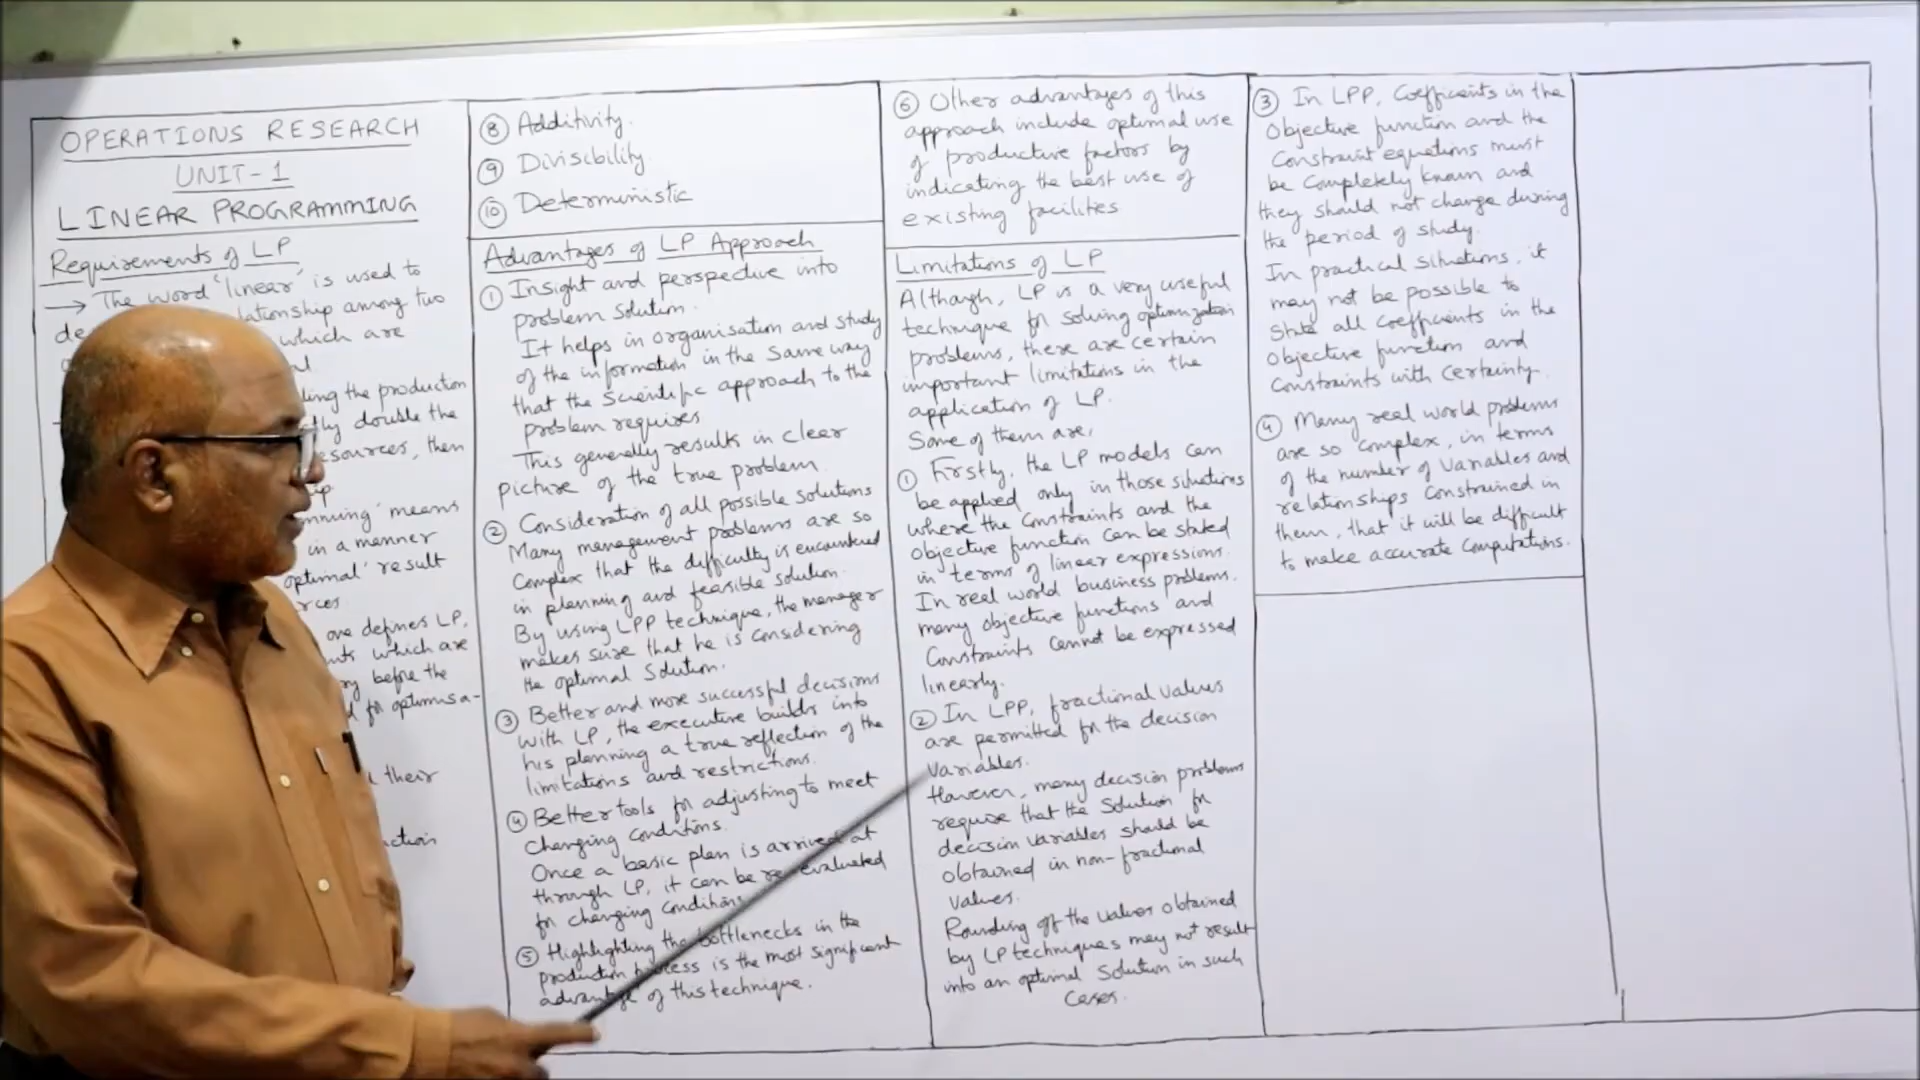 OPERATIONS RESEARCH
UNIT-1
LINEAR PROGRAMMING
Requirements of LP
→ The word 'linear' is used to
lationship among two
which are
ling the production
tly double the
esources, then
ip
mming' means
in a manner
optimal' result
rces
one defines LP,
nts which are
ry before the
d for optimisa-
their
ction
⑧ Additivity.
⑨ Divisibility.
⑩ Deterministic
Advantages of LP Approach
① Insight and perspective into
problem solution.
It helps in organisation and study
of the information in the same way
that the scientific approach to the
problem requires
This generally results in clear
picture of the true problem.
② Consideration of all possible solutions
Many management problems are so
complex that the difficulty is encountered
in planning and feasible solution.
By using LPP technique, the manager
makes sure that he is considering
the optimal solution.
③ Better and more successful decisions
with LP, the executive builds into
his planning a true reflection of the
limitations and restrictions.
④ Better tools for adjusting to meet
changing conditions.
Once a basic plan is arrived at
through LP, it can be re-evaluated
for changing conditions
⑤ Highlighting the bottlenecks in the
production process is the most significant
advantage of this technique.
⑥ Other advantages of this
approach include optimal use
of productive factors by
indicating the best use of
existing facilites
Limitations of LP
Although, LP is a very useful
technique for solving optimization
problems, there are certain
important limitations in the
application of LP.
Some of them are,
① Firstly, the LP models can
be applied only in those situations
where the constraints and the
objective function can be stated
in terms of linear expressions.
In real world business problems.
many objective functions and
constraints cannot be expressed
linearly.
② In LPP, fractional values
are permitted for the decision
variables.
However, many decision problems
require that the solution for
decision variables should be
obtained in non-fractional
values.
Rounding off the values obtained
by LP techniques may not result
into an optimal solution in such
cases.
③ In LPP, coefficients in the
objective function and the
constraint equations must
be completely known and
they should not change during
the period of study.
In practical situations, it
may not be possible to
state all coefficients in the
objective function and
constraints with certainty.
④ Many real world problems
are so complex, in terms
of the number of variables and
relationships constrained in
them, that it will be difficult
to make accurate computations.